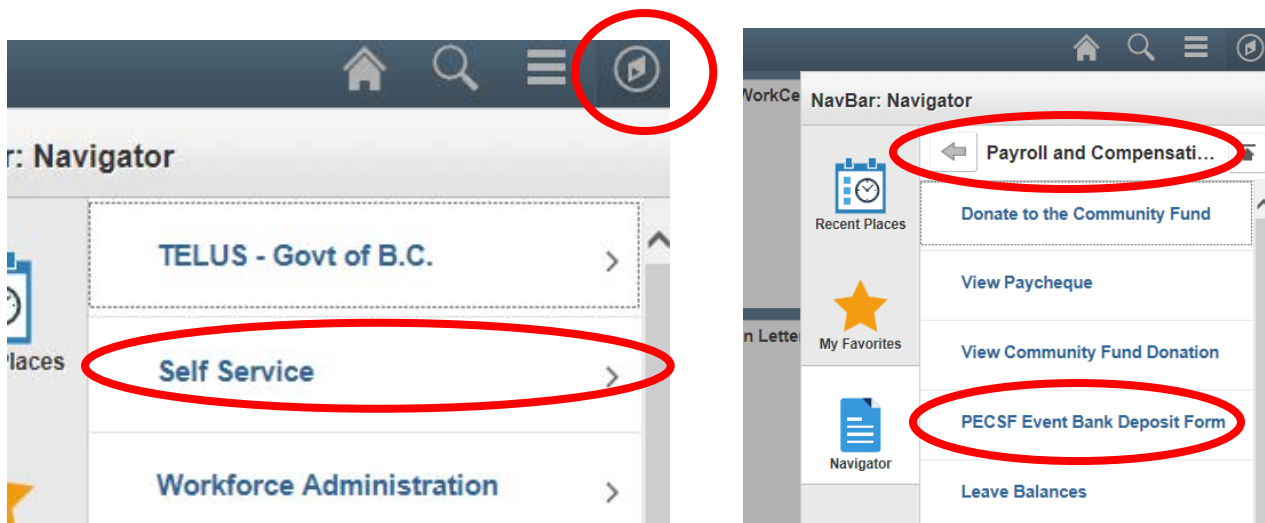 r: Navigator
TELUS - Govt of B.C.
Self Service
Workforce Administration
laces
WorkCe
NavBar: Navigator
Payroll and Compensati...
Recent Places
My Favorites
Navigator
Donate to the Community Fund
View Paycheque
View Community Fund Donation
PECSF Event Bank Deposit Form
Leave Balances
n Lette